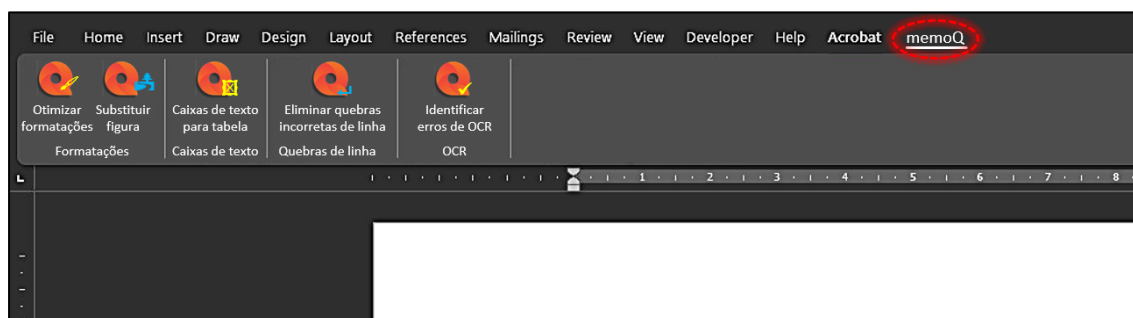 File Home Insert Draw Design Layout References Mailings Review View Developer Help Acrobat memoQ
Otimizar Substituir Caixas de texto Eliminar quebras Identificar
formatações figura para tabela incorretas de linha erros de OCR
Formatações Caixas de texto Quebras de linha OCR
1 2 3 4 5 6 7 8